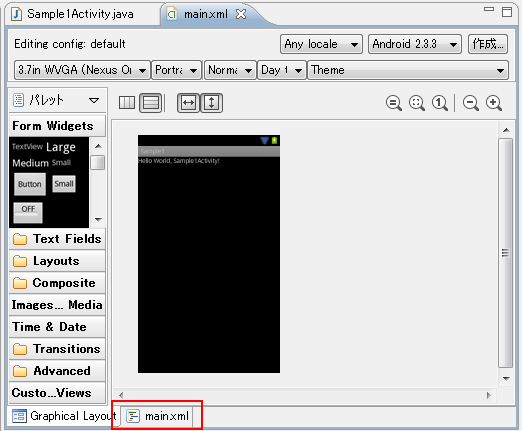 Sample1Activity.java main.xml
Editing config: default Any locale Android 2.3.3 作成...
3.7in WVGA (Nexus On Portra Norma Day t Theme
パレット
Form Widgets
TextView Large
Medium Small
Button Small
OFF
Text Fields
Layouts
Composite
Images... Media
Time & Date
Transitions
Advanced
Custo...Views
Sample1
Hello World, Sample1Activity!
Graphical Layout main.xml